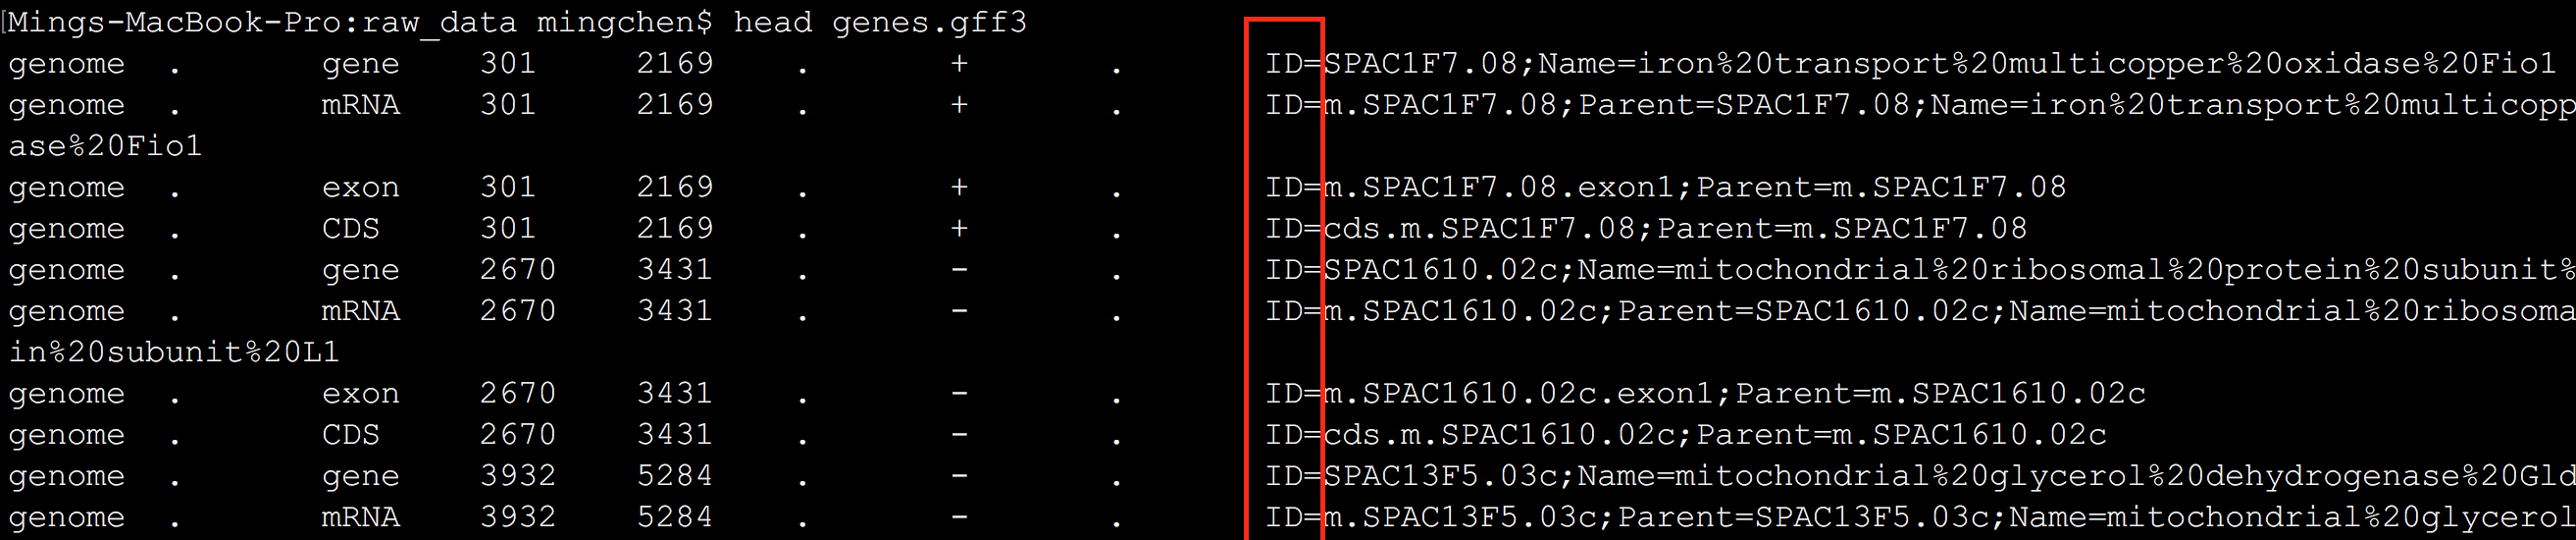 Mings-MacBook-Pro:raw_data mingchen$ head genes.gff3
genome . gene 301 2169 . + . ID=SPAC1F7.08;Name=iron%20transport%20multicopper%20oxidase%20Fio1
genome . mRNA 301 2169 . + . ID=m.SPAC1F7.08;Parent=SPAC1F7.08;Name=iron%20transport%20multicopp
ase%20Fio1
genome . exon 301 2169 . + . ID=m.SPAC1F7.08.exon1;Parent=m.SPAC1F7.08
genome . CDS 301 2169 . + . ID=cds.m.SPAC1F7.08;Parent=m.SPAC1F7.08
genome . gene 2670 3431 . - . ID=SPAC1610.02c;Name=mitochondrial%20ribosomal%20protein%20subunit%
genome . mRNA 2670 3431 . - . ID=m.SPAC1610.02c;Parent=SPAC1610.02c;Name=mitochondrial%20ribosoma
in%20subunit%20L1
genome . exon 2670 3431 . - . ID=m.SPAC1610.02c.exon1;Parent=m.SPAC1610.02c
genome . CDS 2670 3431 . - . ID=cds.m.SPAC1610.02c;Parent=m.SPAC1610.02c
genome . gene 3932 5284 . - . ID=SPAC13F5.03c;Name=mitochondrial%20glycerol%20dehydrogenase%20Gld
genome . mRNA 3932 5284 . - . ID=m.SPAC13F5.03c;Parent=SPAC13F5.03c;Name=mitochondrial%20glycerol